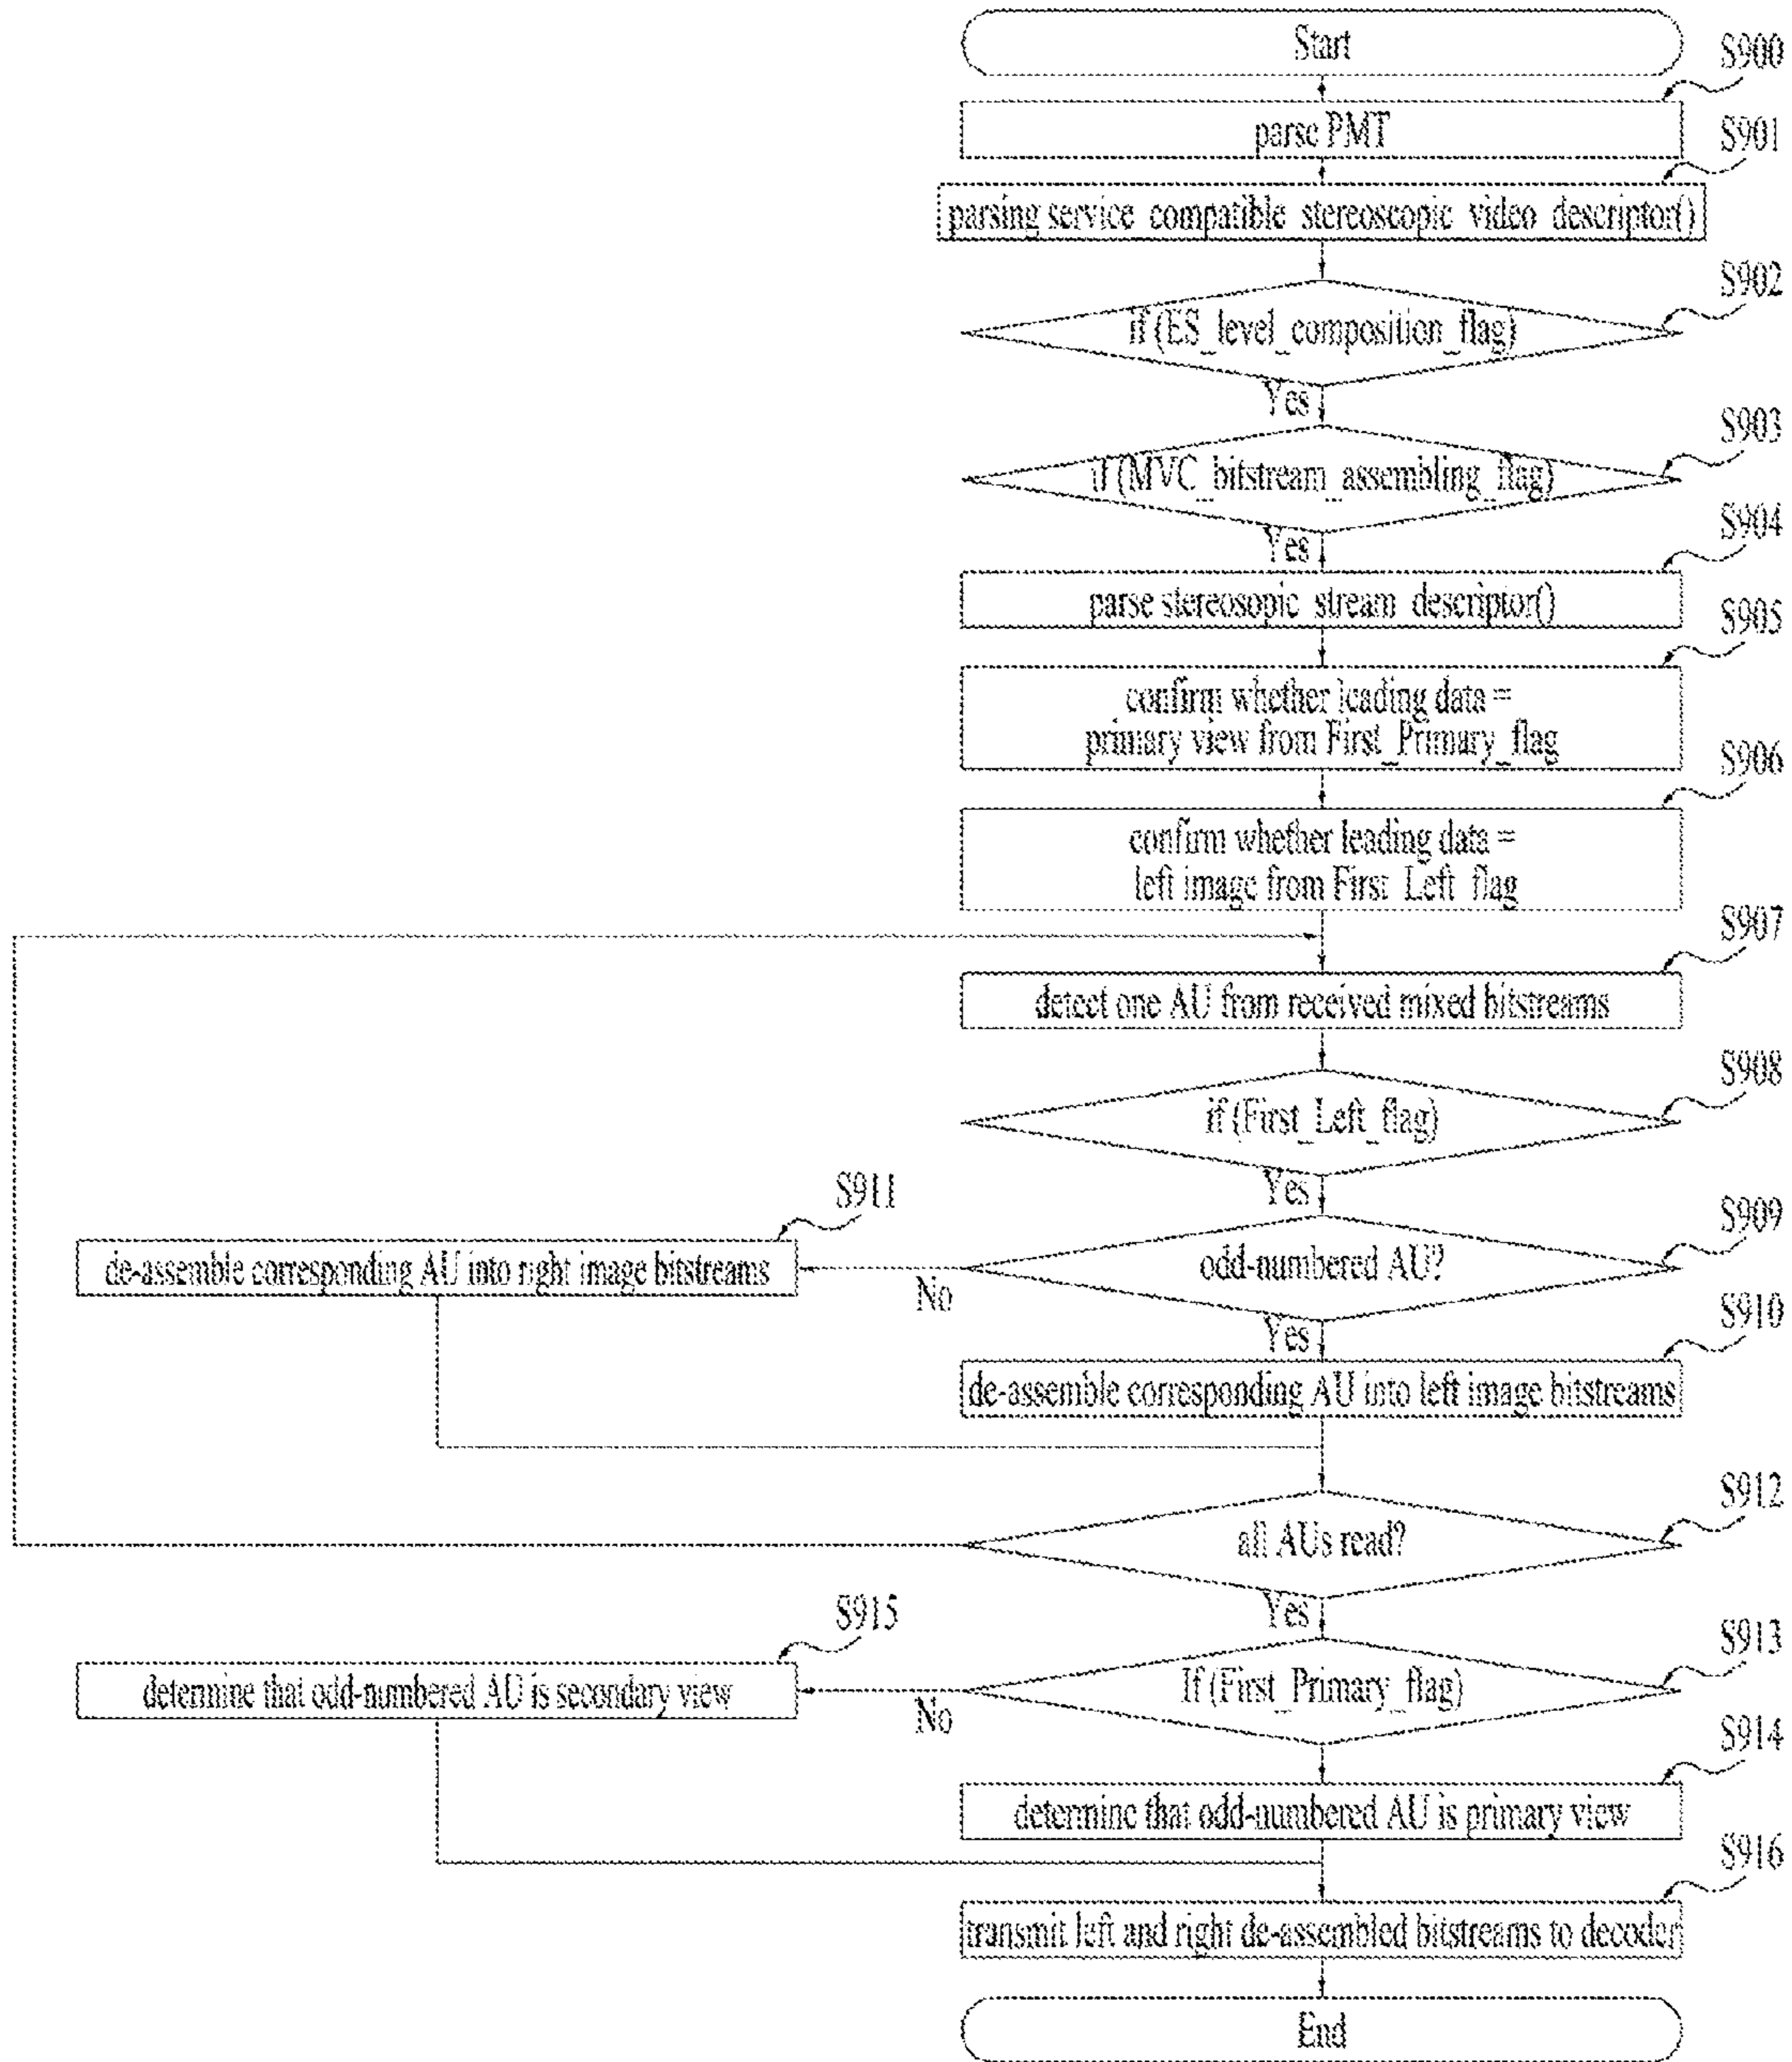 Start
S900
parse PMT
S901
parsing service_compatible_stereoscopic_video_descriptor()
S902
if (ES_level_composition_flag)
Yes
S903
if (MVC_bitstream_assembling_flag)
Yes
S904
parse stereosopic_stream_descriptor()
S905
confirm whether leading data =
primary view from First_Primary_flag
S906
confirm whether leading data =
left image from First_Left_flag
S907
detect one AU from received mixed bitstreams
S908
if (First_Left_flag)
Yes
S911
S909
de-assemble corresponding AU into right image bitstreams
No
odd-numbered AU?
Yes
S910
de-assemble corresponding AU into left image bitstreams
S912
all AUs read?
Yes
S915
S913
determine that odd-numbered AU is secondary view
No
If (First_Primary_flag)
S914
determine that odd-numbered AU is primary view
S916
transmit left and right de-assembled bitstreams to decoder
End